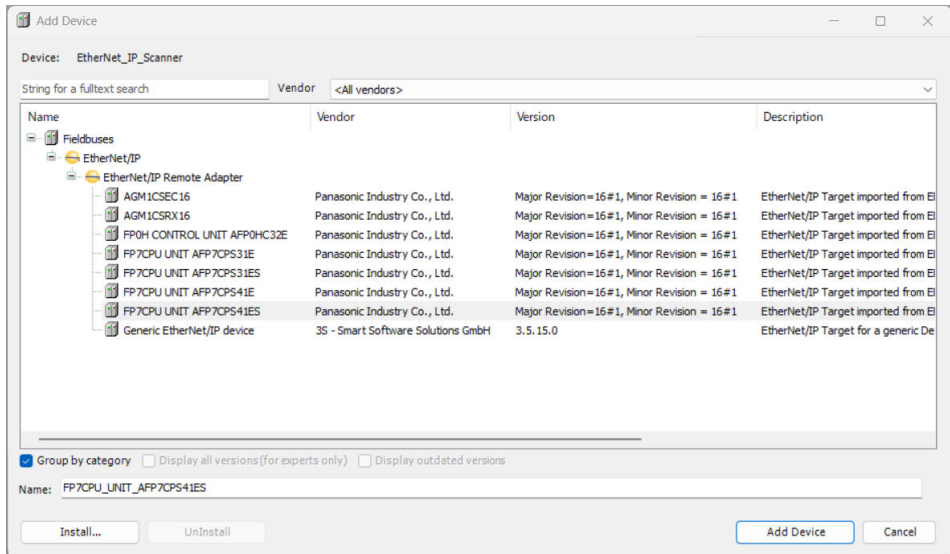 Add Device
Device: EtherNet_IP_Scanner
String for a fulltext search Vendor <All vendors>
Name Vendor Version Description
Fieldbuses
EtherNet/IP
EtherNet/IP Remote Adapter
AGM1CSEC16 Panasonic Industry Co., Ltd. Major Revision=16#1, Minor Revision = 16#1 EtherNet/IP Target imported from EI
AGM1CSRX16 Panasonic Industry Co., Ltd. Major Revision=16#1, Minor Revision = 16#1 EtherNet/IP Target imported from EI
FP0H CONTROL UNIT AFP0HC32E Panasonic Industry Co., Ltd. Major Revision=16#1, Minor Revision = 16#1 EtherNet/IP Target imported from EI
FP7CPU UNIT AFP7CPS31E Panasonic Industry Co., Ltd. Major Revision=16#1, Minor Revision = 16#1 EtherNet/IP Target imported from EI
FP7CPU UNIT AFP7CPS31ES Panasonic Industry Co., Ltd. Major Revision=16#1, Minor Revision = 16#1 EtherNet/IP Target imported from EI
FP7CPU UNIT AFP7CPS41E Panasonic Industry Co., Ltd. Major Revision=16#1, Minor Revision = 16#1 EtherNet/IP Target imported from EI
FP7CPU UNIT AFP7CPS41ES Panasonic Industry Co., Ltd. Major Revision=16#1, Minor Revision = 16#1 EtherNet/IP Target imported from EI
Generic EtherNet/IP device 3S - Smart Software Solutions GmbH 3.5.15.0 EtherNet/IP Target for a generic De
Group by category Display all versions(for experts only) Display outdated versions
Name: FP7CPU_UNIT_AFP7CPS41ES
Install... UnInstall Add Device Cancel